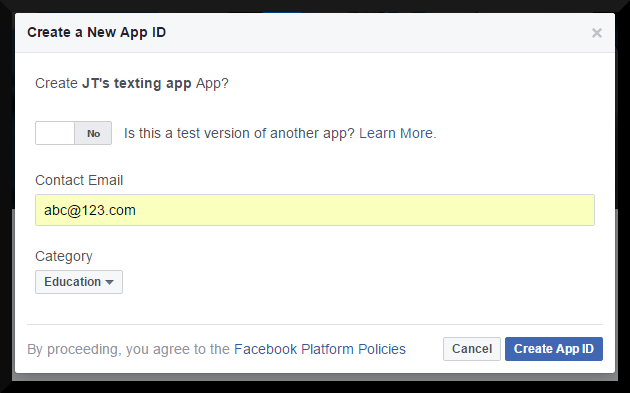 Create a New App ID ×
Create JT's texting app App?
No Is this a test version of another app? Learn More.
Contact Email
abc@123.com
Category
Education
By proceeding, you agree to the Facebook Platform Policies Cancel Create App ID